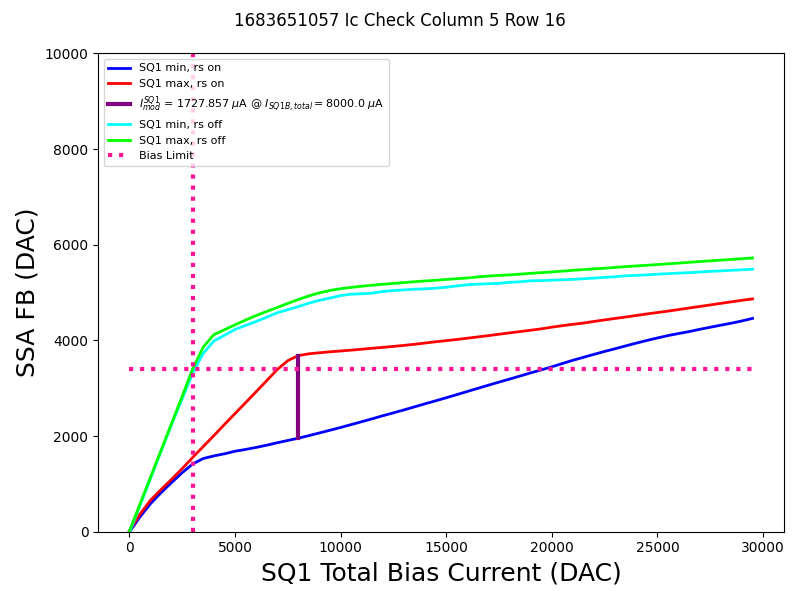 1683651057 Ic Check Column 5 Row 16
10000
8000
6000
4000
2000
0
SSA FB (DAC)
SQ1 min, rs on
SQ1 max, rs on
I_{mod}^{SQ1} = 1727.857 μA @ I_{SQ1B, total} = 8000.0 μA
SQ1 min, rs off
SQ1 max, rs off
Bias Limit
0 5000 10000 15000 20000 25000 30000
SQ1 Total Bias Current (DAC)